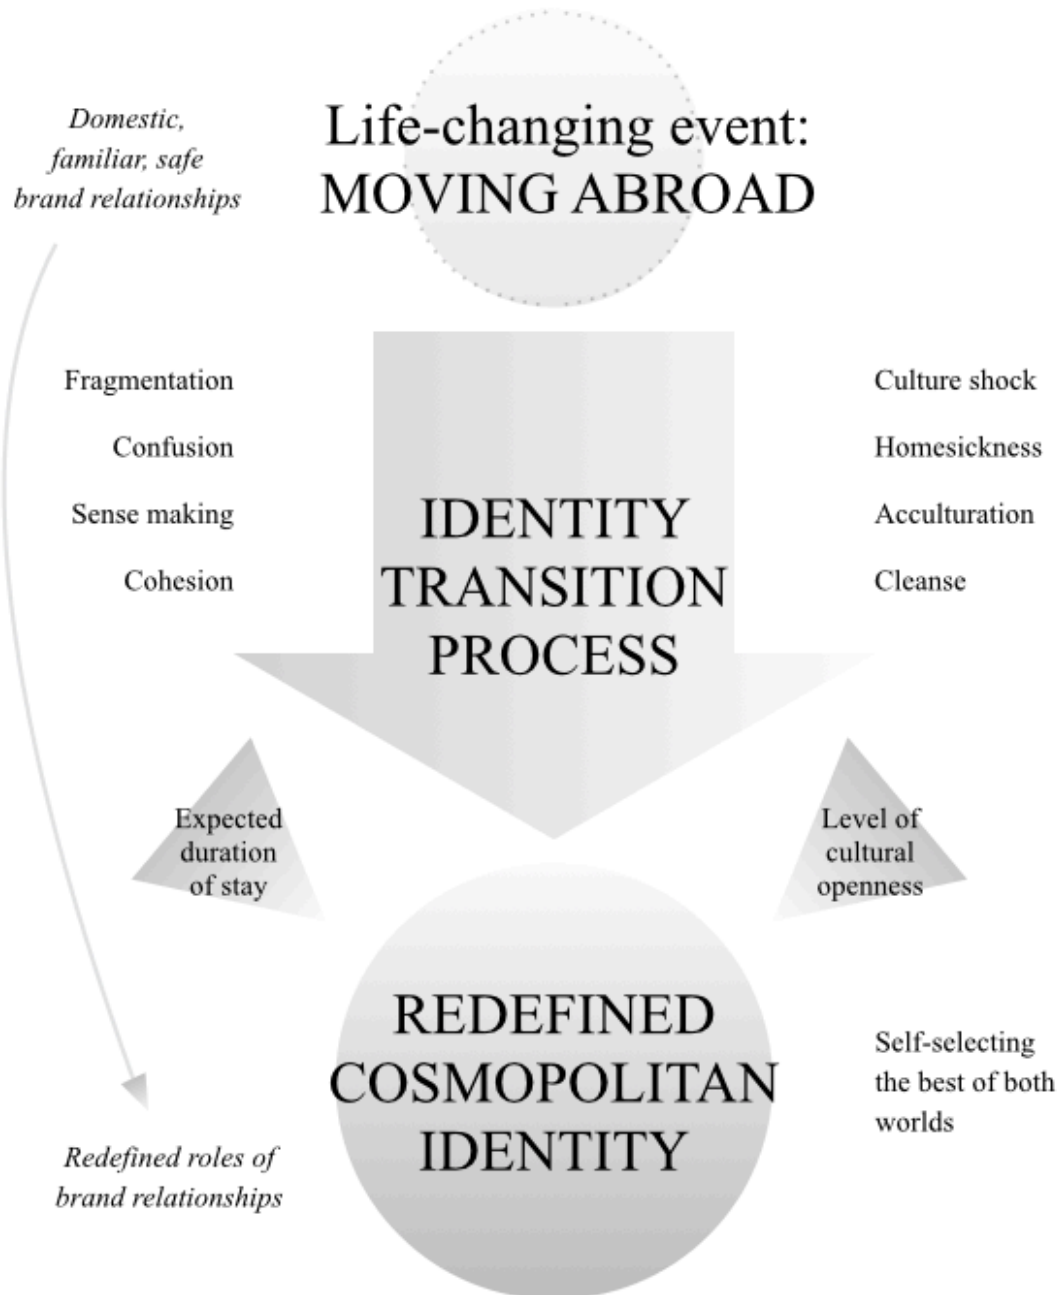 Domestic,
familiar, safe
brand relationships
Life-changing event:
MOVING ABROAD
Fragmentation
Confusion
Sense making
Cohesion
IDENTITY
TRANSITION
PROCESS
Culture shock
Homesickness
Acculturation
Cleanse
Expected
duration
of stay
Level of
cultural
openness
REDEFINED
COSMOPOLITAN
IDENTITY
Self-selecting
the best of both
worlds
Redefined roles of
brand relationships